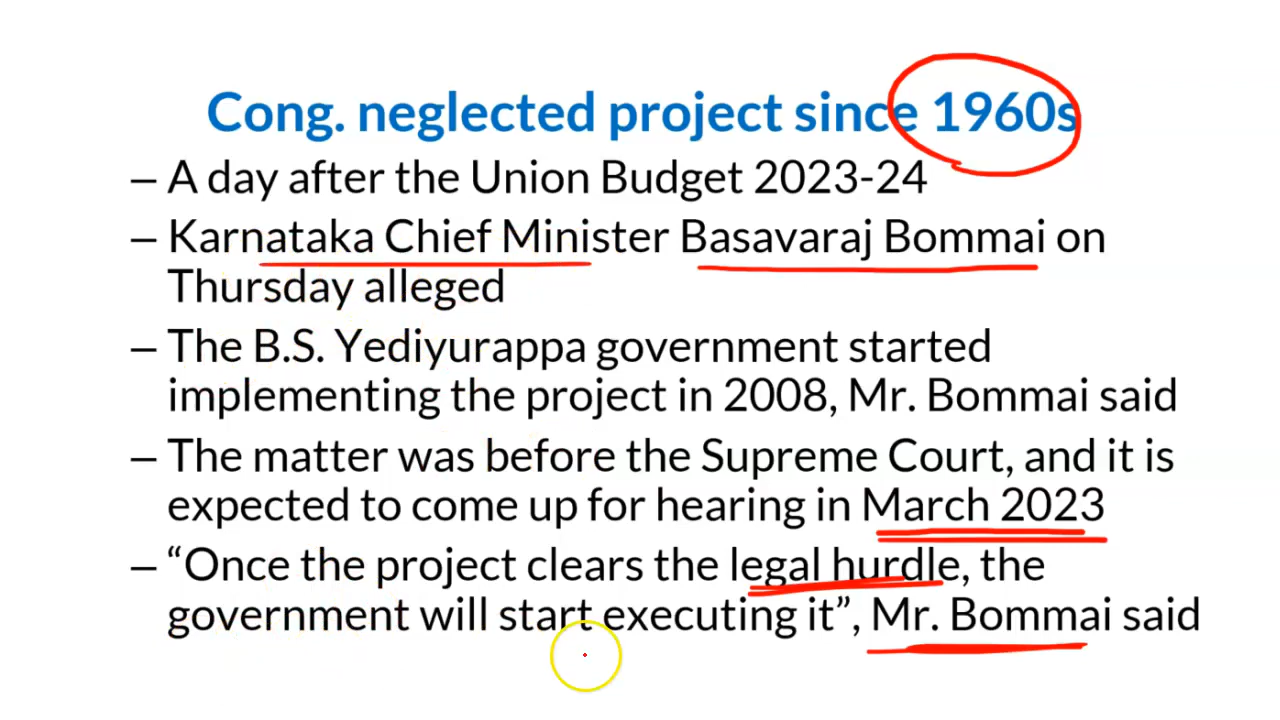 Cong. neglected project since 1960s
– A day after the Union Budget 2023-24
– Karnataka Chief Minister Basavaraj Bommai on
Thursday alleged
– The B.S. Yediyurappa government started
implementing the project in 2008, Mr. Bommai said
– The matter was before the Supreme Court, and it is
expected to come up for hearing in March 2023
– “Once the project clears the legal hurdle, the
government will start executing it”, Mr. Bommai said